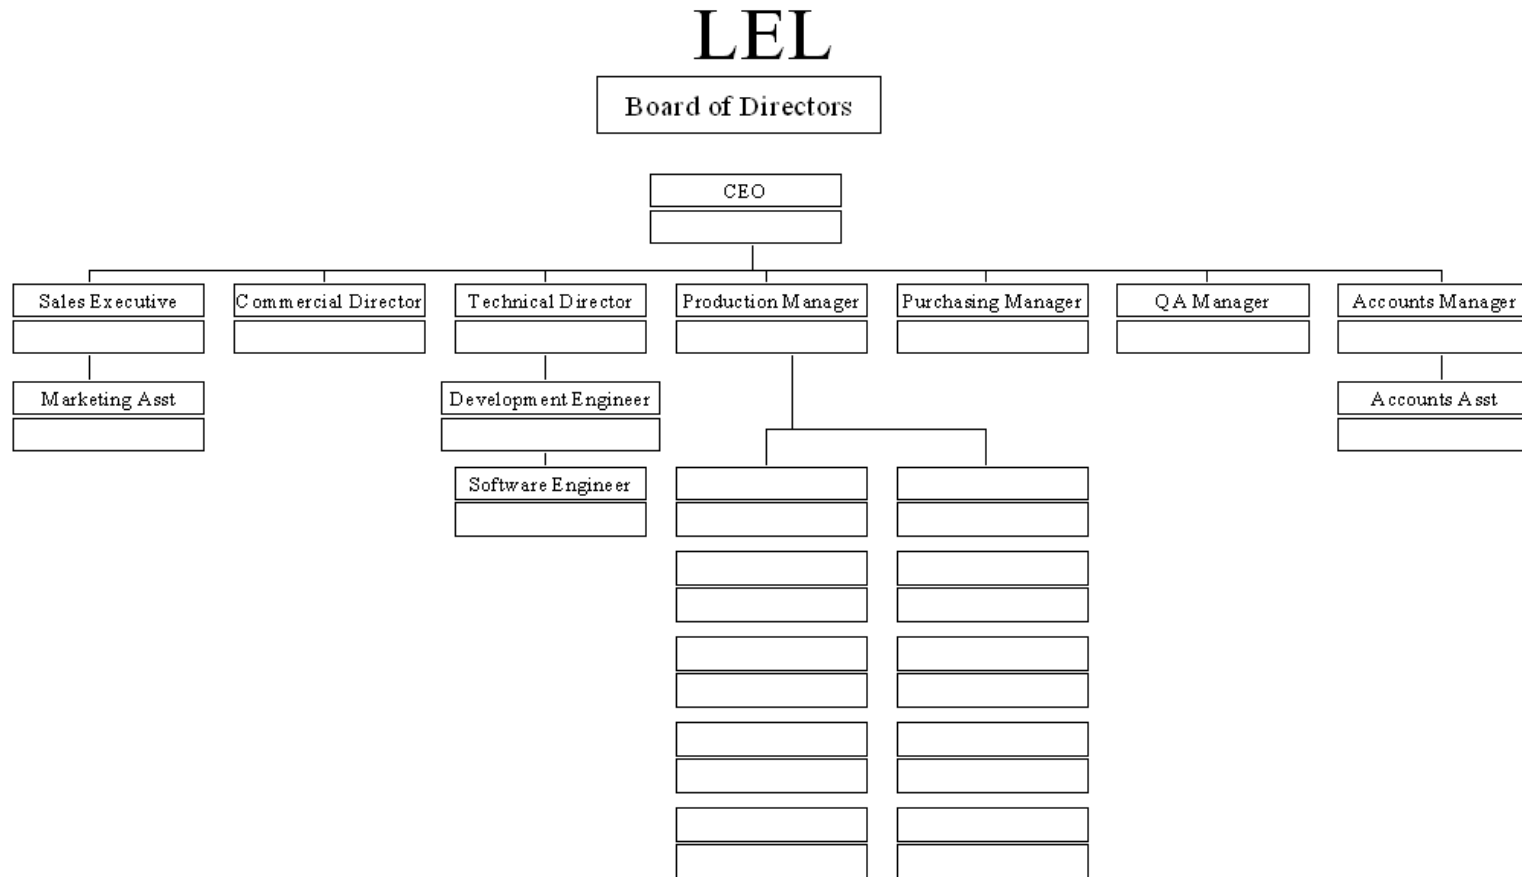 LEL
Board of Directors
CEO
Sales Executive
Commercial Director
Technical Director
Production Manager
Purchasing Manager
QA Manager
Accounts Manager
Marketing Asst
Development Engineer
Accounts Asst
Software Engineer